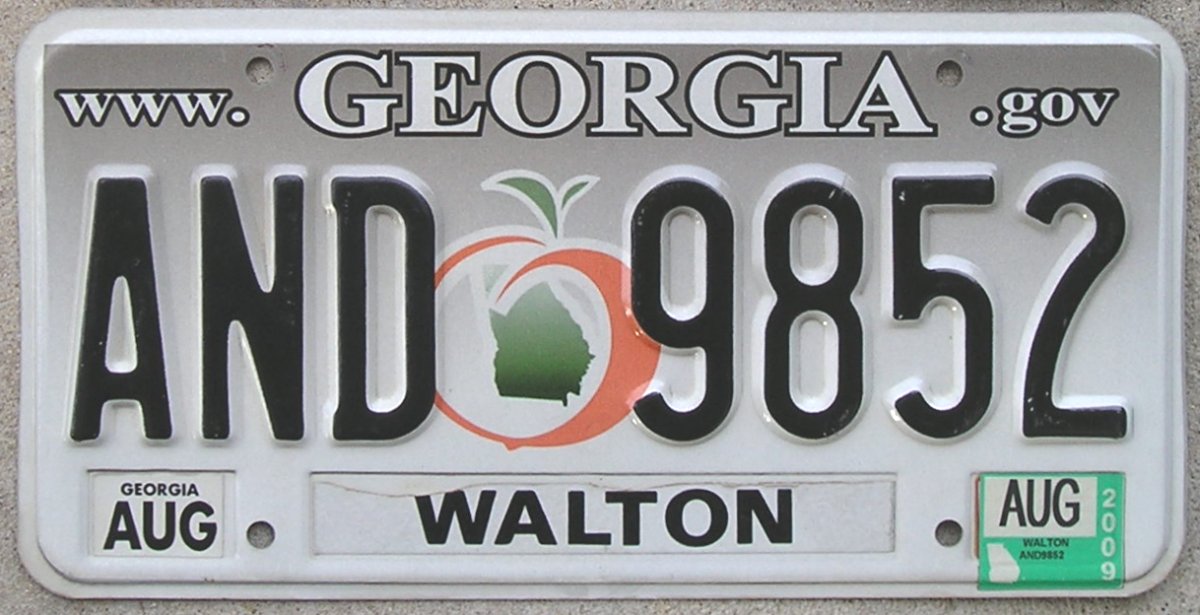 www. GEORGIA .gov
AND 9852
GEORGIA
AUG
WALTON
AUG
2009
WALTON
AND9852